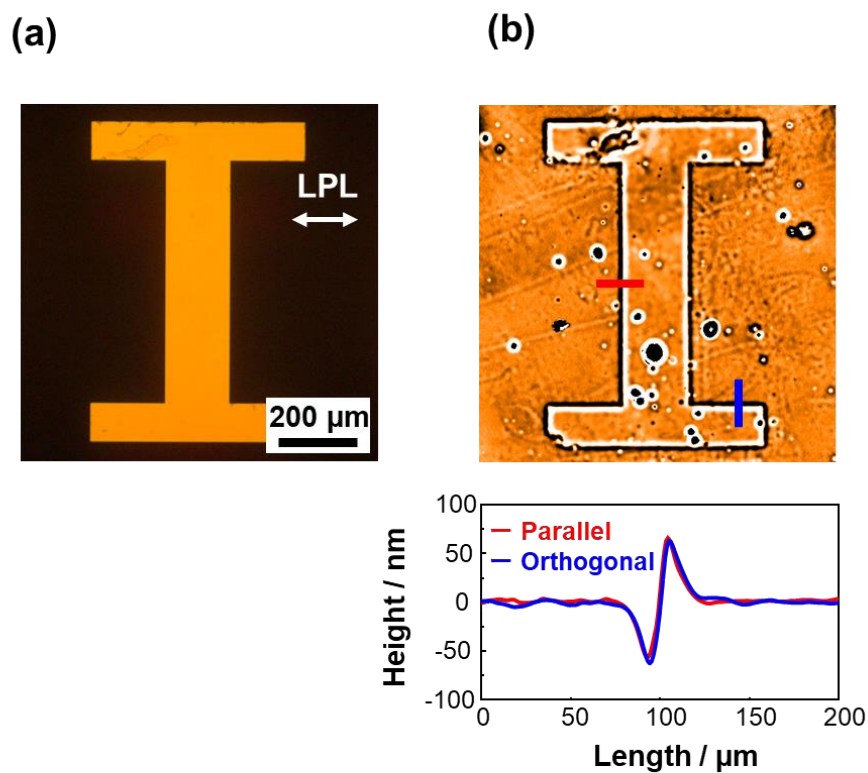 (a)
(b)
LPL
200 μm
100
50
0
-50
-100
Height / nm
Parallel
Orthogonal
0
50
100
150
200
Length / μm